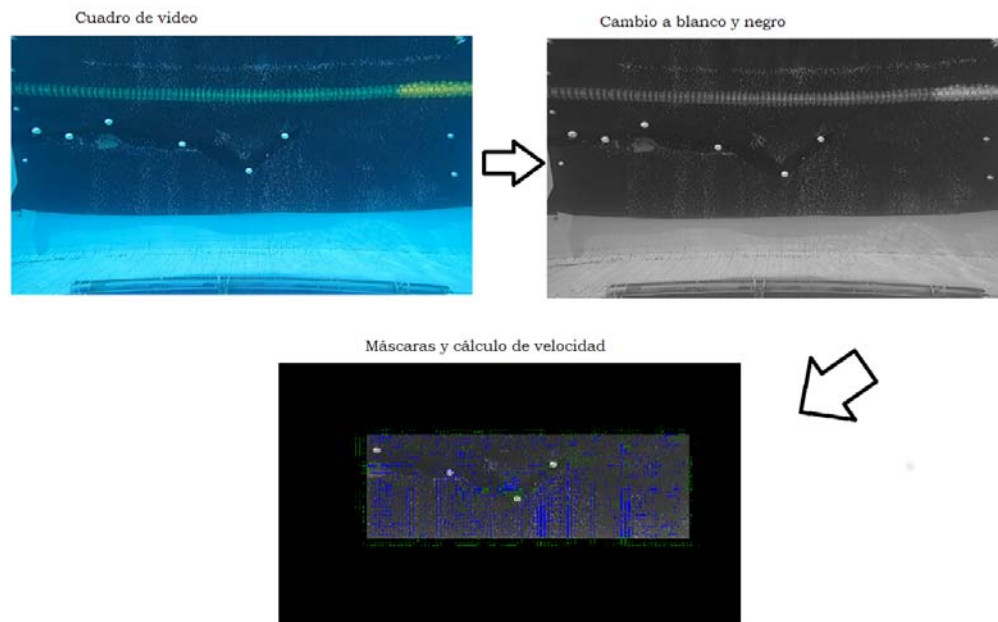 Cuadro de video
Cambio a blanco y negro
Máscaras y cálculo de velocidad